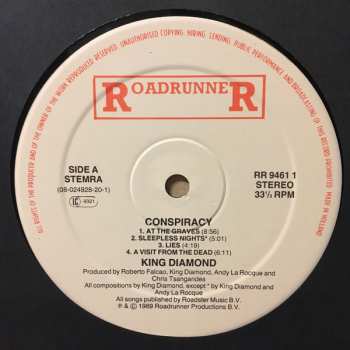 UNAUTHORISED COPYING HIRING LENDING PUBLIC PERFORMANCE AND BROADCASTING OF THIS RECORD PROHIBITED MADE IN HOLLAND
ALL RIGHTS OF THE PRODUCER AND OF THE OWNER OF THE WORK REPRODUCED RESERVED
ROADRUNNER
SIDE A
STEMRA
(08-024828-20-1)
RR 9461 1
STEREO
33⅓ RPM
CONSPIRACY
1. AT THE GRAVES (8:56)
2. SLEEPLESS NIGHTS* (5:01)
3. LIES (4:19)
4. A VISIT FROM THE DEAD (6:11)
KING DIAMOND
Produced by Roberto Falcao, King Diamond, Andy La Rocque and
Chris Tsangarides
All compositions by King Diamond, except * by King Diamond and
Andy La Rocque
All songs published by Roadster Music B.V.
℗ & © 1989 Roadrunner Productions B.V.